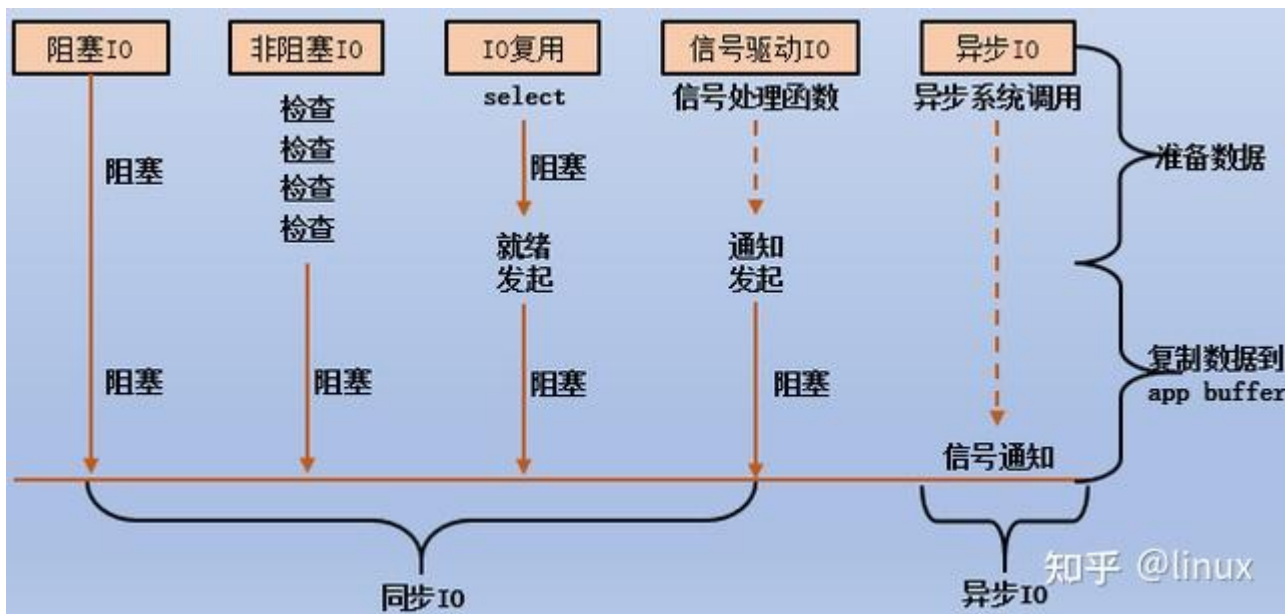 阻塞IO
非阻塞IO
IO复用
信号驱动IO
异步IO
检查
检查
检查
检查
select
信号处理函数
异步系统调用
阻塞
阻塞
准备数据
就绪
发起
通知
发起
阻塞
阻塞
阻塞
阻塞
复制数据到
app buffer
信号通知
同步IO
异步IO
知乎 @linux